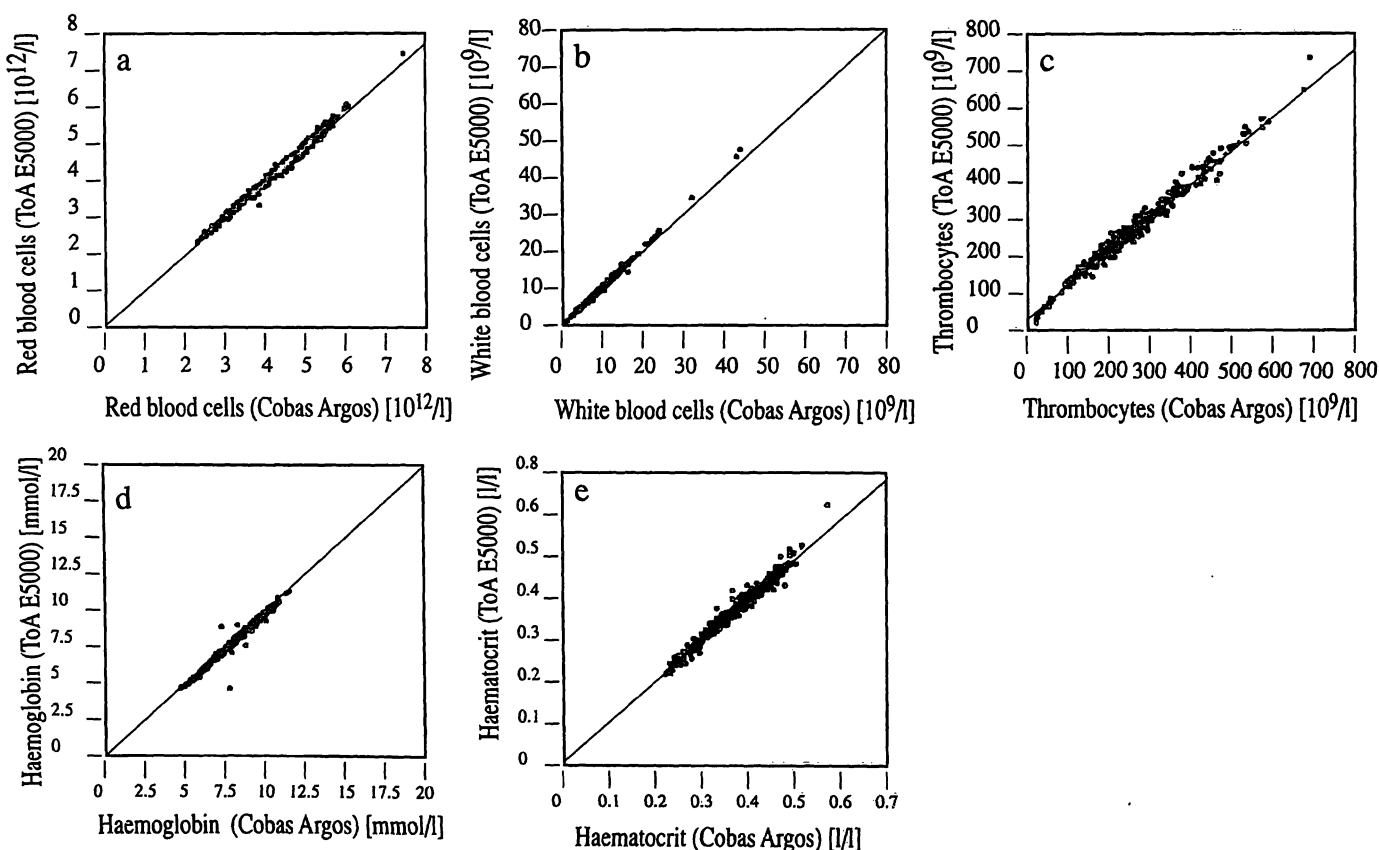 Red blood cells (ToA E5000) [10¹²/l]
8
7
6
5
4
3
2
1
0
a
0 1 2 3 4 5 6 7 8
Red blood cells (Cobas Argos) [10¹²/l]
White blood cells (ToA E5000) [10⁹/l]
80
70
60
50
40
30
20
10
0
b
0 10 20 30 40 50 60 70 80
White blood cells (Cobas Argos) [10⁹/l]
Thrombocytes (ToA E5000) [10⁹/l]
800
700
600
500
400
300
200
100
0
c
0 100 200 300 400 500 600 700 800
Thrombocytes (Cobas Argos) [10⁹/l]
Haemoglobin (ToA E5000) [mmol/l]
20
17.5
15
12.5
10
7.5
5
2.5
0
d
0 2.5 5 7.5 10 12.5 15 17.5 20
Haemoglobin (Cobas Argos) [mmol/l]
Haematocrit (ToA E5000) [l/l]
0.8
0.6
0.5
0.4
0.3
0.2
0.1
0
e
0 0.1 0.2 0.3 0.4 0.5 0.6 0.7
Haematocrit (Cobas Argos) [l/l]